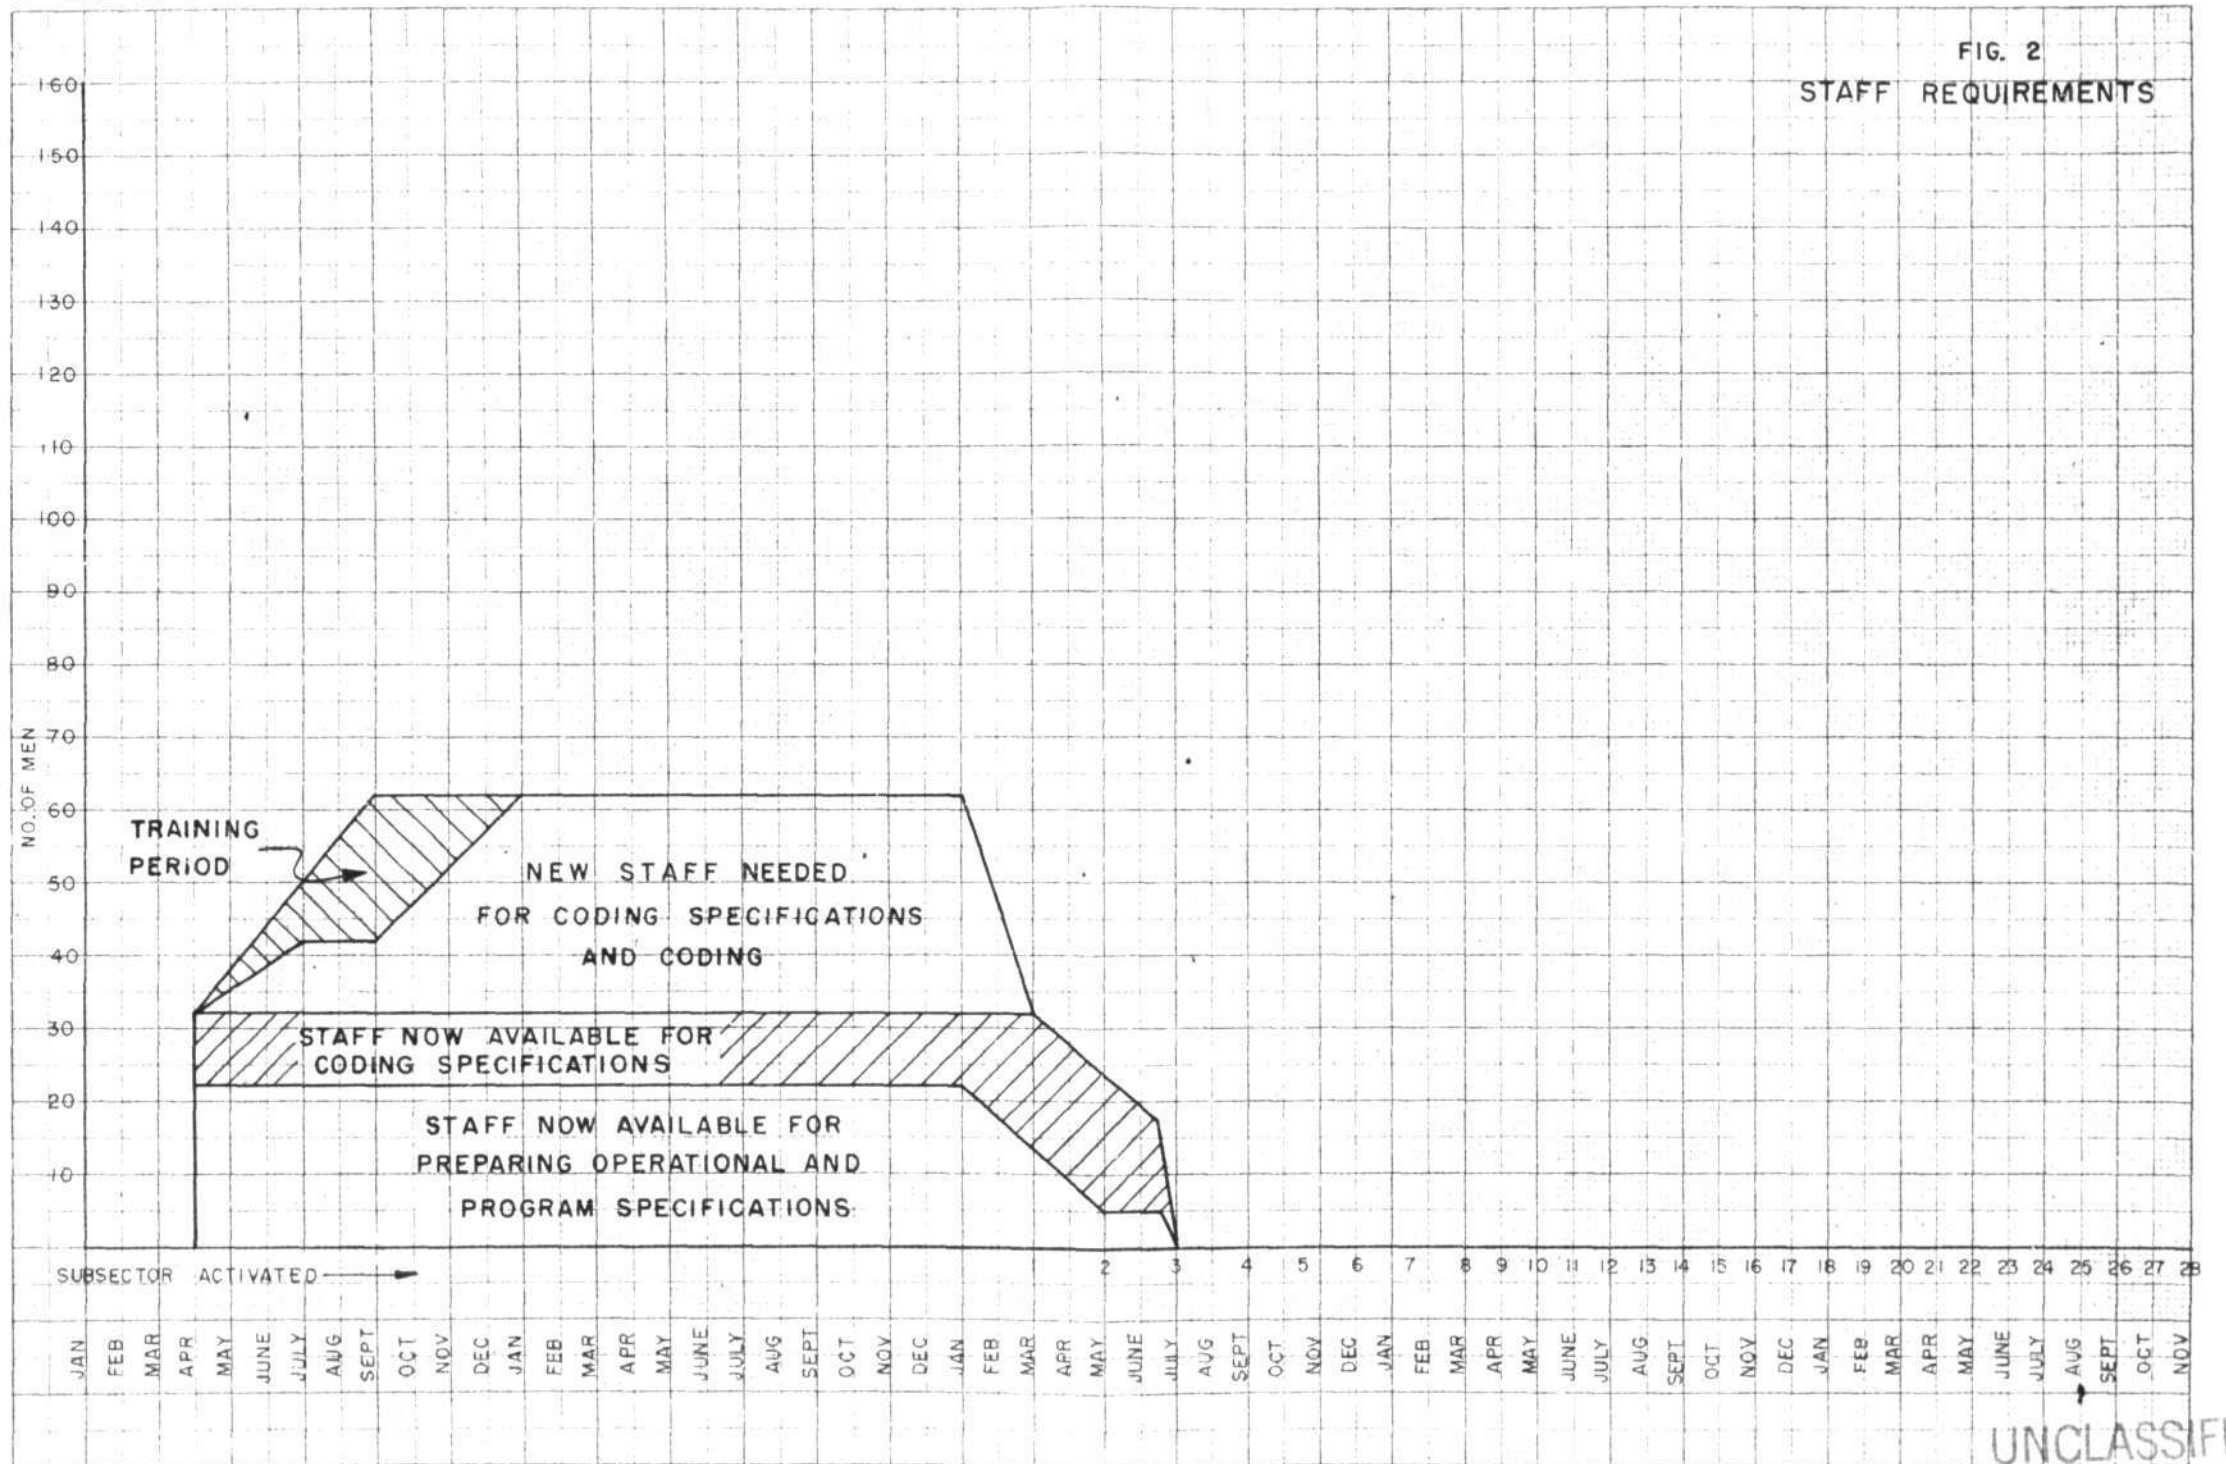 FIG. 2
STAFF REQUIREMENTS
160
150
140
130
120
110
100
90
80
70
60
50
40
30
20
10
NO. OF MEN
TRAINING
PERIOD
NEW STAFF NEEDED
FOR CODING SPECIFICATIONS
AND CODING
STAFF NOW AVAILABLE FOR
CODING SPECIFICATIONS
STAFF NOW AVAILABLE FOR
PREPARING OPERATIONAL AND
PROGRAM SPECIFICATIONS
SUBSECTOR ACTIVATED 2 3 4 5 6 7 8 9 10 11 12 13 14 15 16 17 18 19 20 21 22 23 24 25 26 27 28
JAN FEB MAR APR MAY JUNE JULY AUG SEPT OCT NOV DEC JAN FEB MAR APR MAY JUNE JULY AUG SEPT OCT NOV DEC JAN FEB MAR APR MAY JUNE JULY AUG SEPT OCT NOV DEC JAN FEB MAR APR MAY JUNE JULY AUG SEPT OCT NOV DEC JAN FEB MAR APR MAY JUNE JULY AUG SEPT OCT NOV
UNCLASSIFI